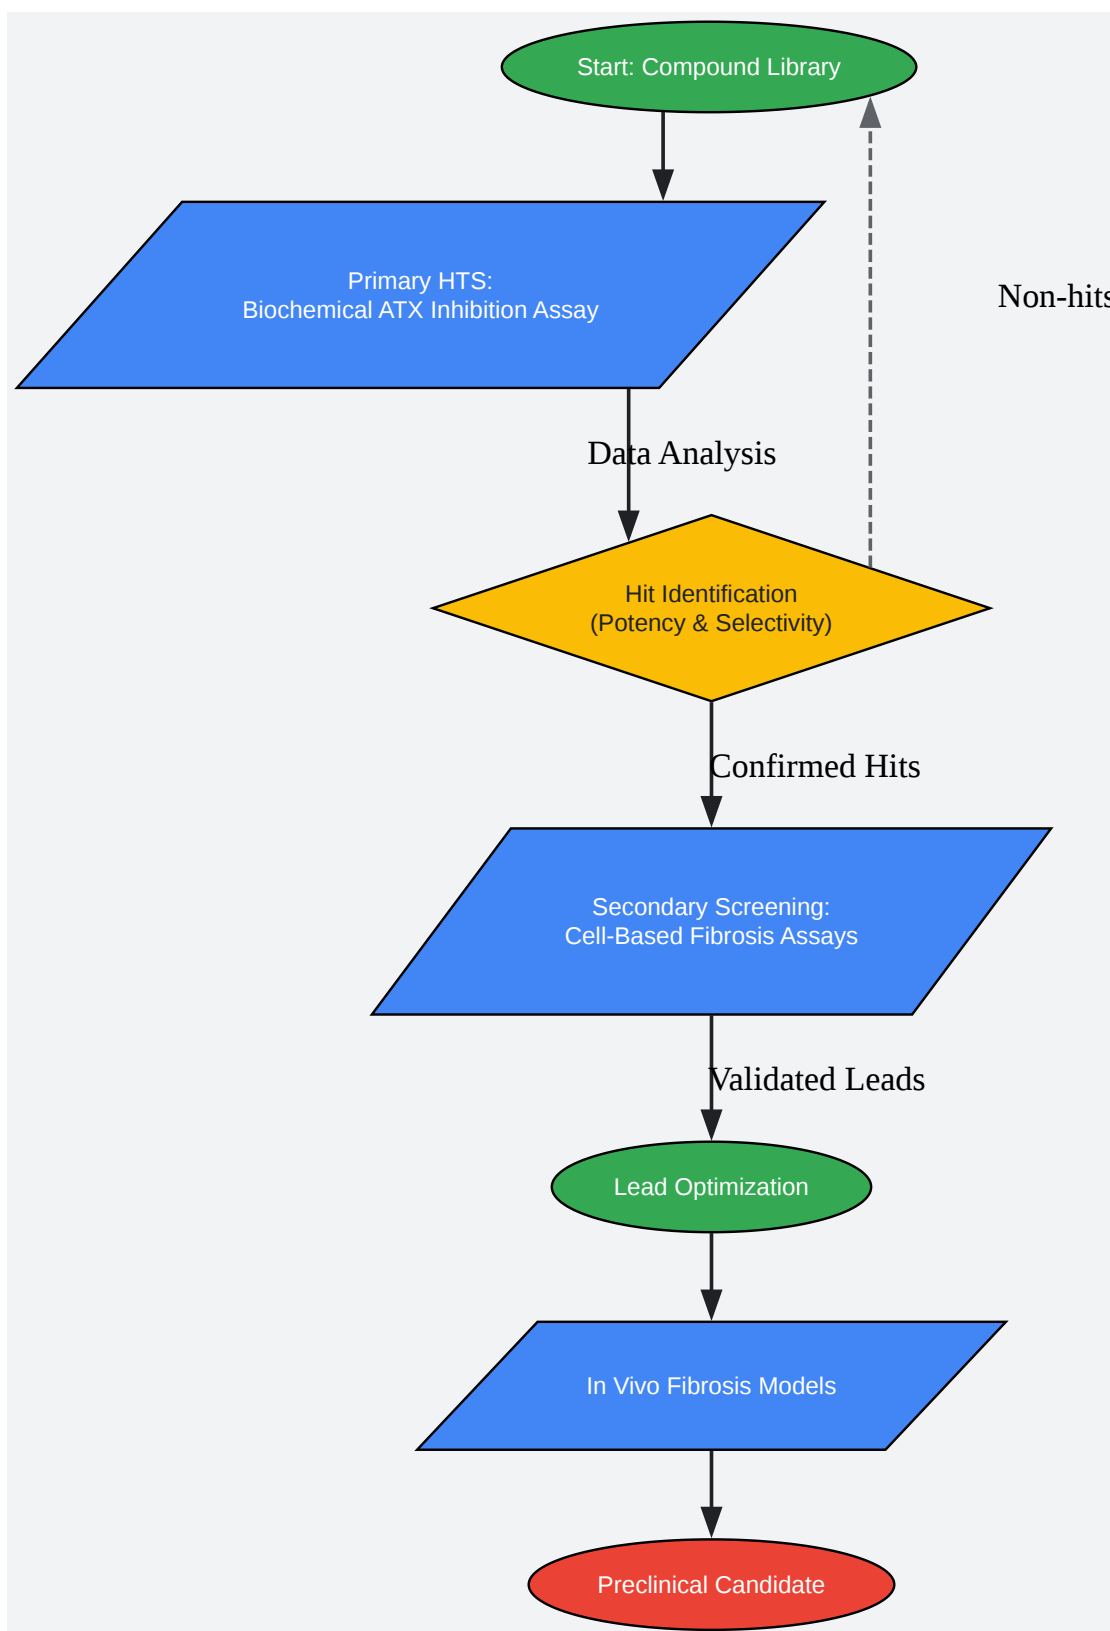 Start: Compound Library
Primary HTS:
Biochemical ATX Inhibition Assay
Non-hits
Data Analysis
Hit Identification
(Potency & Selectivity)
Confirmed Hits
Secondary Screening:
Cell-Based Fibrosis Assays
Validated Leads
Lead Optimization
In Vivo Fibrosis Models
Preclinical Candidate